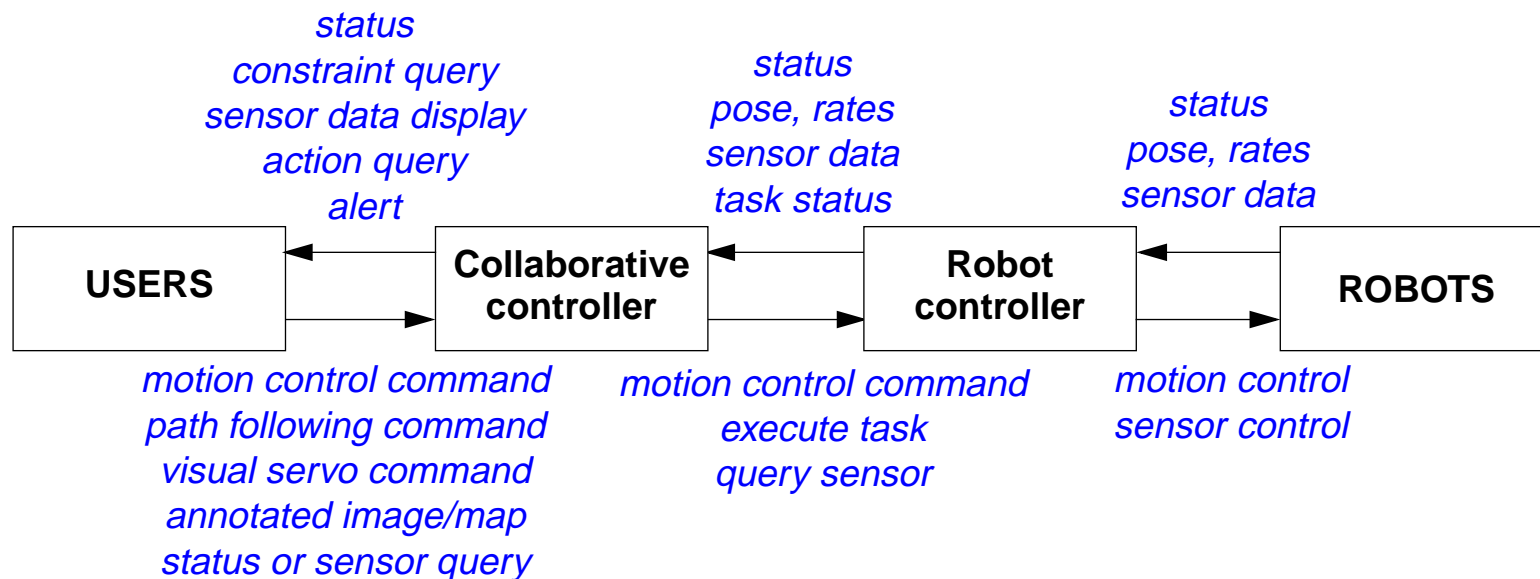 status
constraint query
sensor data display
action query
alert
status
pose, rates
sensor data
task status
status
pose, rates
sensor data
USERS
Collaborative
controller
Robot
controller
ROBOTS
motion control command
path following command
visual servo command
annotated image/map
status or sensor query
motion control command
execute task
query sensor
motion control
sensor control